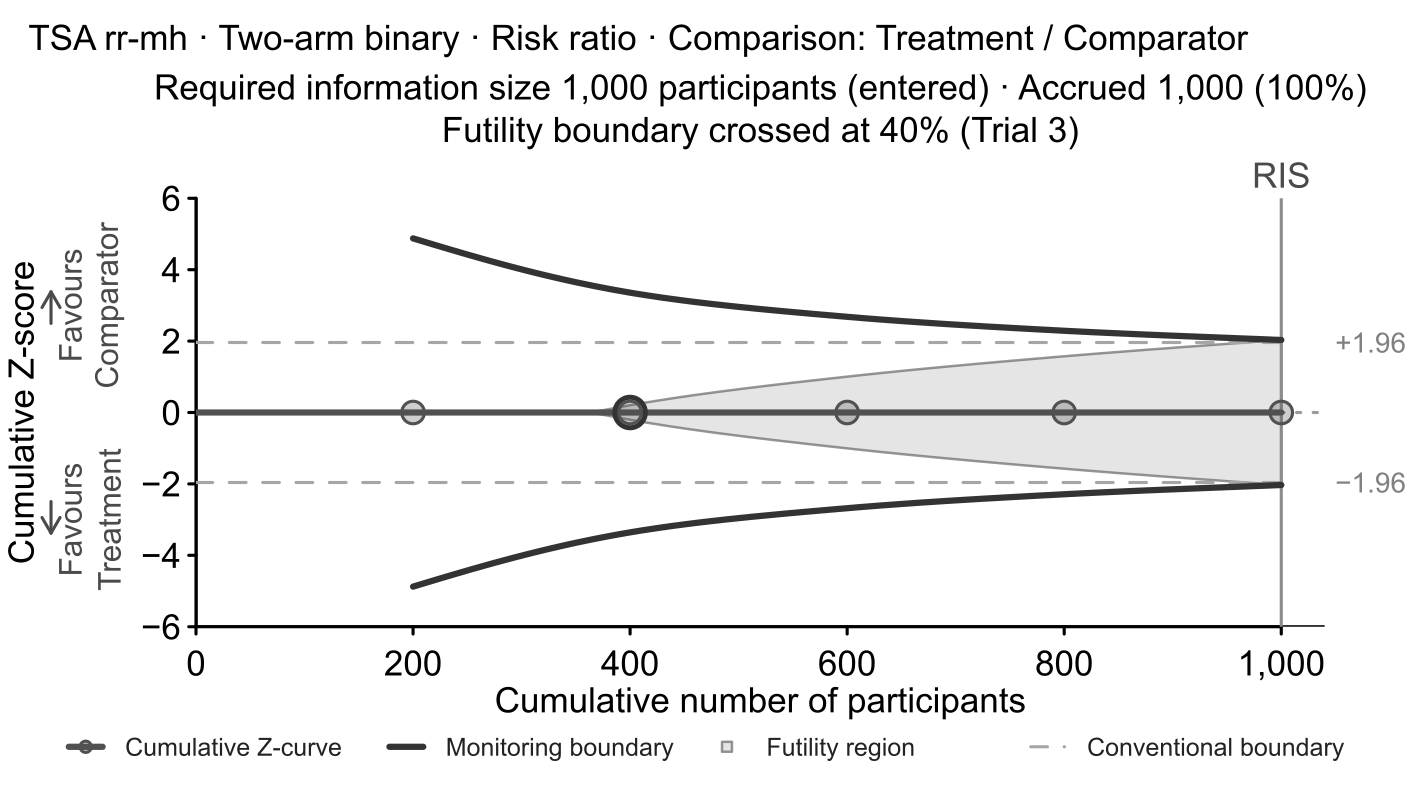 TSA rr-mh · Two-arm binary · Risk ratio · Comparison: Treatment / Comparator
Required information size 1,000 participants (entered) · Accrued 1,000 (100%)
Futility boundary crossed at 40% (Trial 3)
RIS
Cumulative Z-score
Favours
Comparator
Favours
Treatment
6
4
2
0
−2
−4
−6
+1.96
−1.96
0
200
400
600
800
1,000
Cumulative number of participants
Cumulative Z-curve
Monitoring boundary
Futility region
Conventional boundary